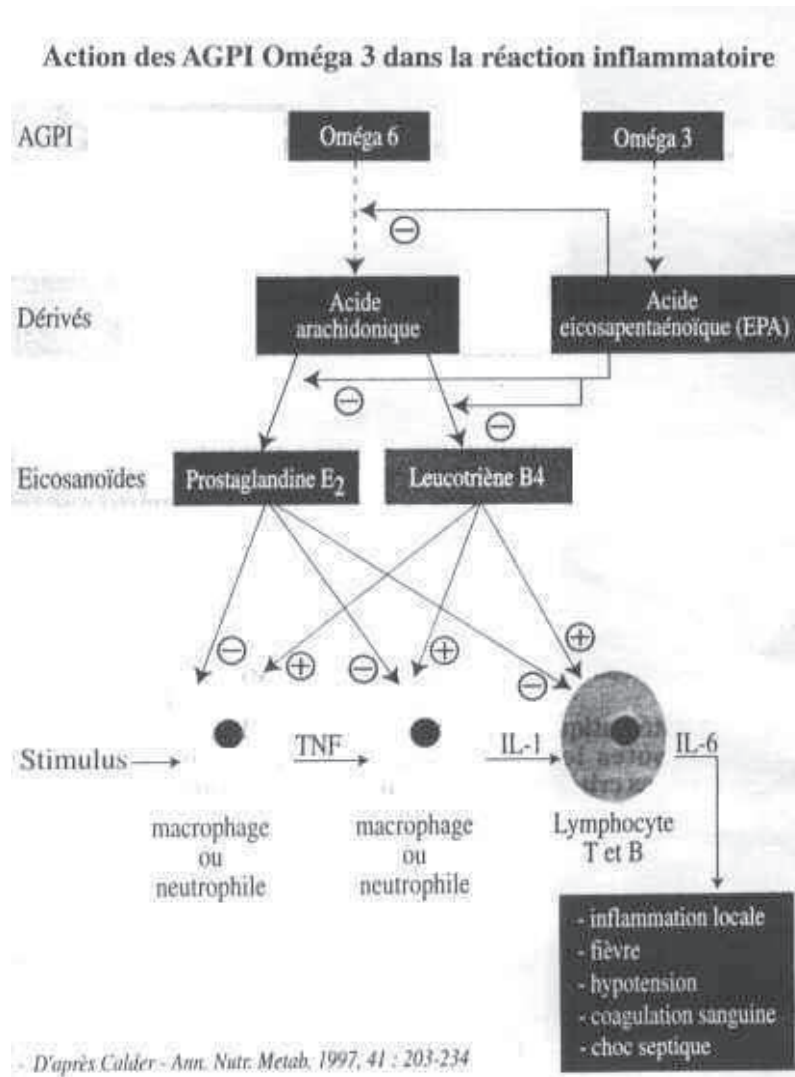 Action des AGPI Oméga 3 dans la réaction inflammatoire
AGPI
Oméga 6
Oméga 3
Dérivés
Acide
arachidonique
Acide
eicosapentaénoïque (EPA)
Eicosanoïdes
Prostaglandine E2
Leucotriène B4
Stimulus
TNF
IL-1
IL-6
macrophage
ou
neutrophile
macrophage
ou
neutrophile
Lymphocyte
T et B
- inflammation locale
- fièvre
- hypotension
- coagulation sanguine
- choc septique
- D'après Calder - Ann. Nutr. Metab, 1997, 41 : 203-234